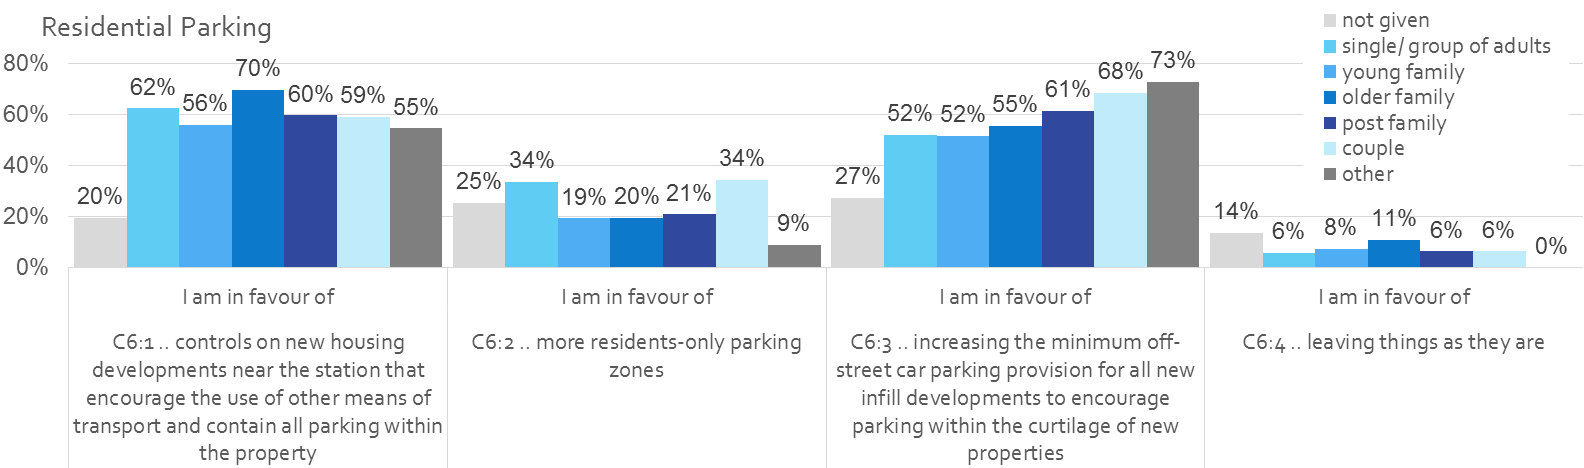 Residential Parking
not given
single/ group of adults
young family
older family
post family
couple
other
80%
60%
40%
20%
0%
20%
62%
56%
70%
60%
59%
55%
25%
34%
19%
20%
21%
34%
9%
27%
52%
52%
55%
61%
68%
73%
14%
6%
8%
11%
6%
6%
0%
I am in favour of
C6:1 .. controls on new housing
developments near the station that
encourage the use of other means of
transport and contain all parking within
the property
I am in favour of
C6:2 .. more residents-only parking
zones
I am in favour of
C6:3 .. increasing the minimum off-
street car parking provision for all new
infill developments to encourage
parking within the curtilage of new
properties
I am in favour of
C6:4 .. leaving things as they are